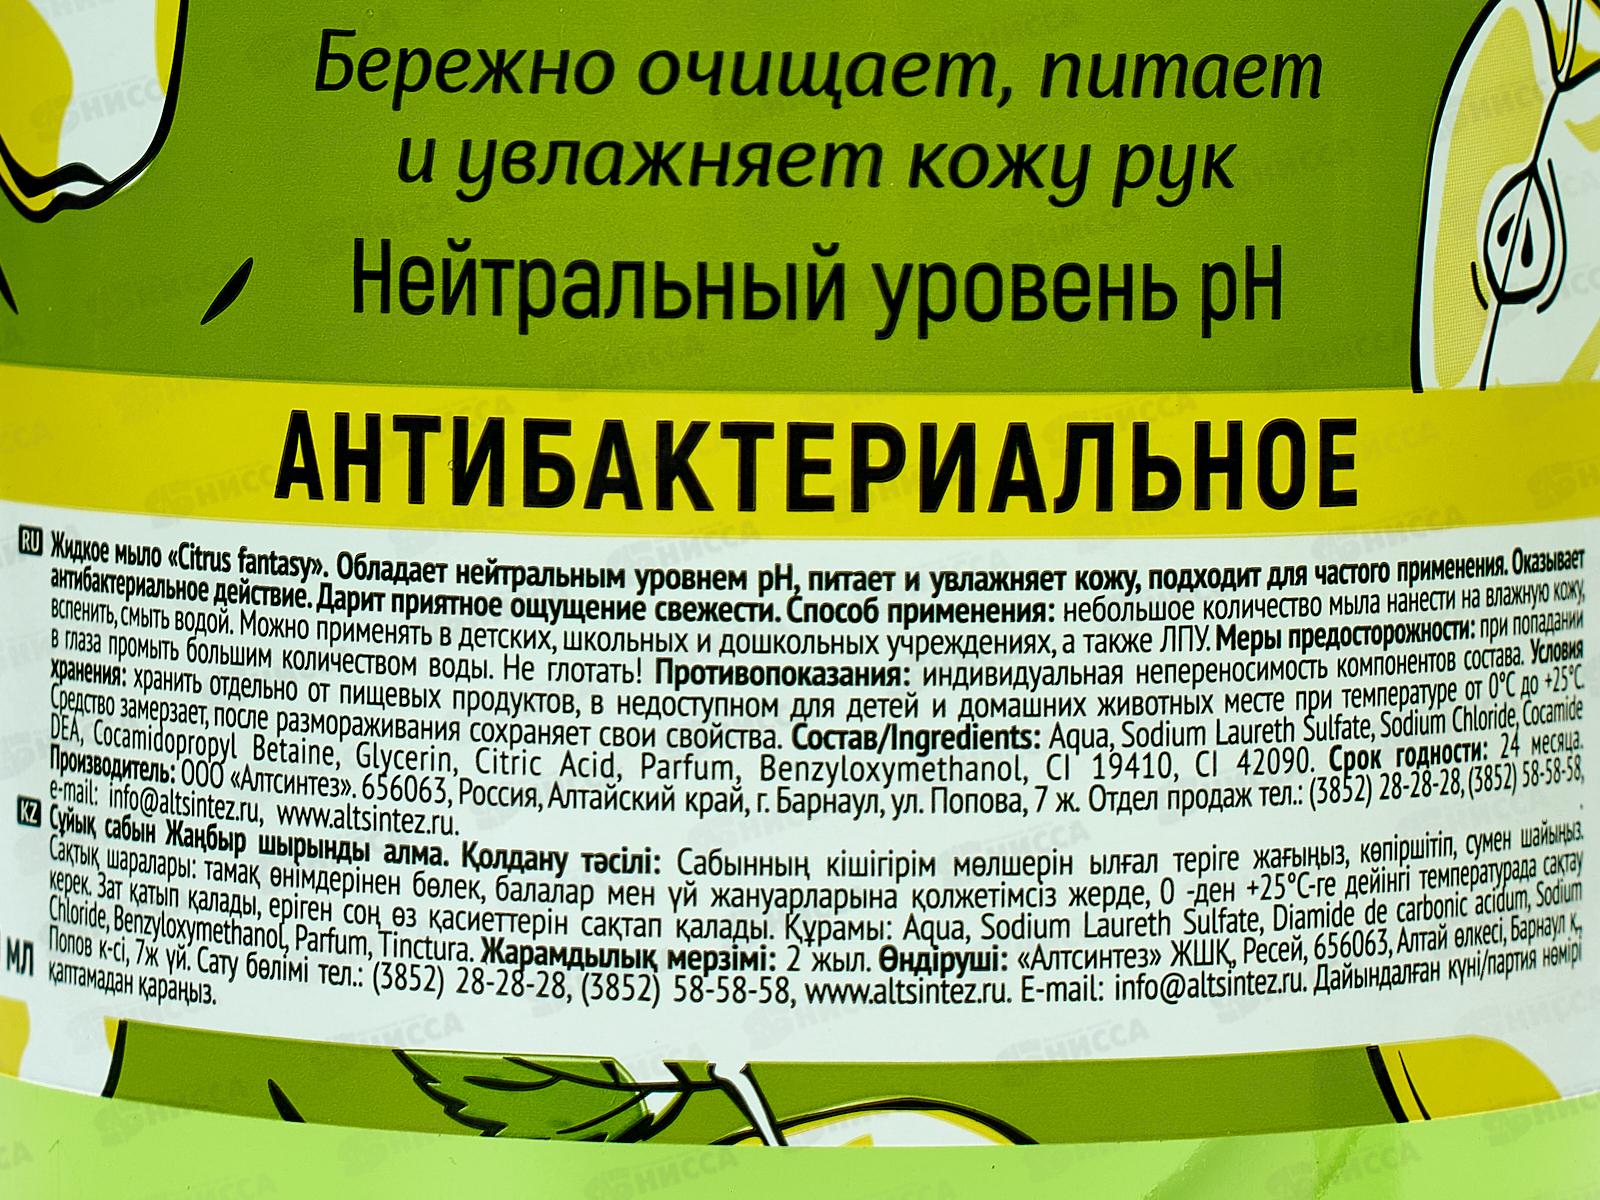 Бережно очищает, питает
и увлажняет кожу рук
Нейтральный уровень pH
АНТИБАКТЕРИАЛЬНОЕ
RU Жидкое мыло «Citrus fantasy». Обладает нейтральным уровнем pH, питает и увлажняет кожу, подходит для частого применения. Оказывает
антибактериальное действие. Дарит приятное ощущение свежести. Способ применения: небольшое количество мыла нанести на влажную кожу,
вспенить, смыть водой. Можно применять в детских, школьных и дошкольных учреждениях, а также ЛПУ. Меры предосторожности: при попадании
в глаза промыть большим количеством воды. Не глотать! Противопоказания: индивидуальная непереносимость компонентов состава. Условия
хранения: хранить отдельно от пищевых продуктов, в недоступном для детей и домашних животных месте при температуре от 0°C до +25°C
Средство замерзает, после размораживания сохраняет свои свойства. Состав/Ingredients: Aqua, Sodium Laureth Sulfate, Sodium Chloride, Cocamide
DEA, Cocamidopropyl Betaine, Glycerin, Citric Acid, Parfum, Benzyloxymethanol, CI 19410, CI 42090. Срок годности: 24 месяца.
Производитель: ООО «Алтсинтез». 656063, Россия, Алтайский край, г. Барнаул, ул. Попова, 7 ж. Отдел продаж тел.: (3852) 28-28-28, (3852) 58-58-58,
e-mail: info@altsintez.ru, www.altsintez.ru.
KZ Сұйық сабын Жаңбыр шырынды алма. Қолдану тәсілі: Сабынның кішігірім мөлшерін ылғал теріге жағыңыз, көпіршітіп, сумен шайыңыз.
Сақтық шаралары: тамақ өнімдерінен бөлек, балалар мен үй жануарларына қолжетімсіз жерде, 0 -ден +25°C-ге дейінгі температурада сақтау
керек. Зат қатып қалады, еріген соң өз қасиеттерін сақтап қалады. Құрамы: Aqua, Sodium Laureth Sulfate, Diamide de carbonic acidum, Sodium
Chloride, Benzyloxymethanol, Parfum, Tinctura. Жарамдылық мерзімі: 2 жыл. Өндіруші: «Алтсинтез» ЖШҚ, Ресей, 656063, Алтай өлкесі, Барнаул қ.,
Попов к-сі, 7ж үй. Сату бөлімі тел.: (3852) 28-28-28, (3852) 58-58-58, www.altsintez.ru. E-mail: info@altsintez.ru. Дайындалған күні/партия нөмірі
қаптамадан қараңыз.
МЛ